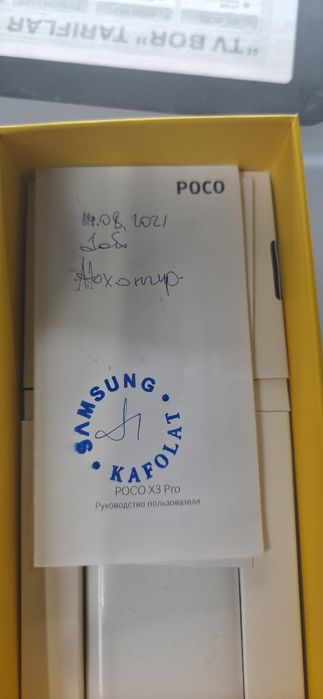 "TV BOR" TARIFLAR
POCO
14.08.2021
SAMSUNG
KAFOLAT
POCO X3 Pro
Руководство пользователя